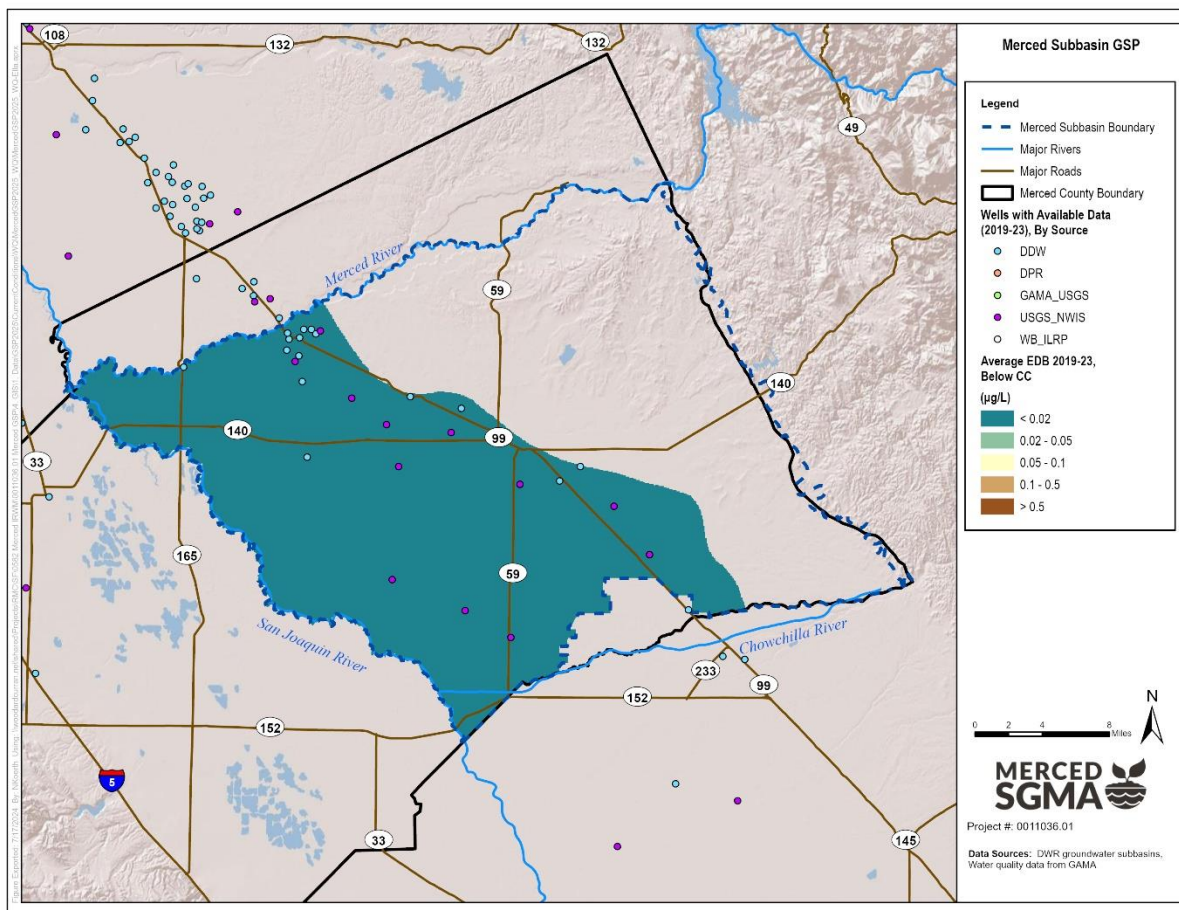 108
132
132
49
Merced River
59
140
140
99
33
165
59
San Joaquin River
Chowchilla River
233
99
152
152
5
33
145
Merced Subbasin GSP
Legend
Merced Subbasin Boundary
Major Rivers
Major Roads
Merced County Boundary
Wells with Available Data
(2019-23), By Source
DDW
DPR
GAMA_USGS
USGS_NWIS
WB_ILRP
Average EDB 2019-23,
Below CC
(µg/L)
< 0.02
0.02 - 0.05
0.05 - 0.1
0.1 - 0.5
> 0.5
N
0 2 4 8
Miles
MERCED
SGMA
Project #: 0011036.01
Data Sources: DWR groundwater subbasins,
Water quality data from GAMA